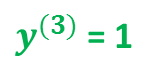 y⁽³⁾ = 1